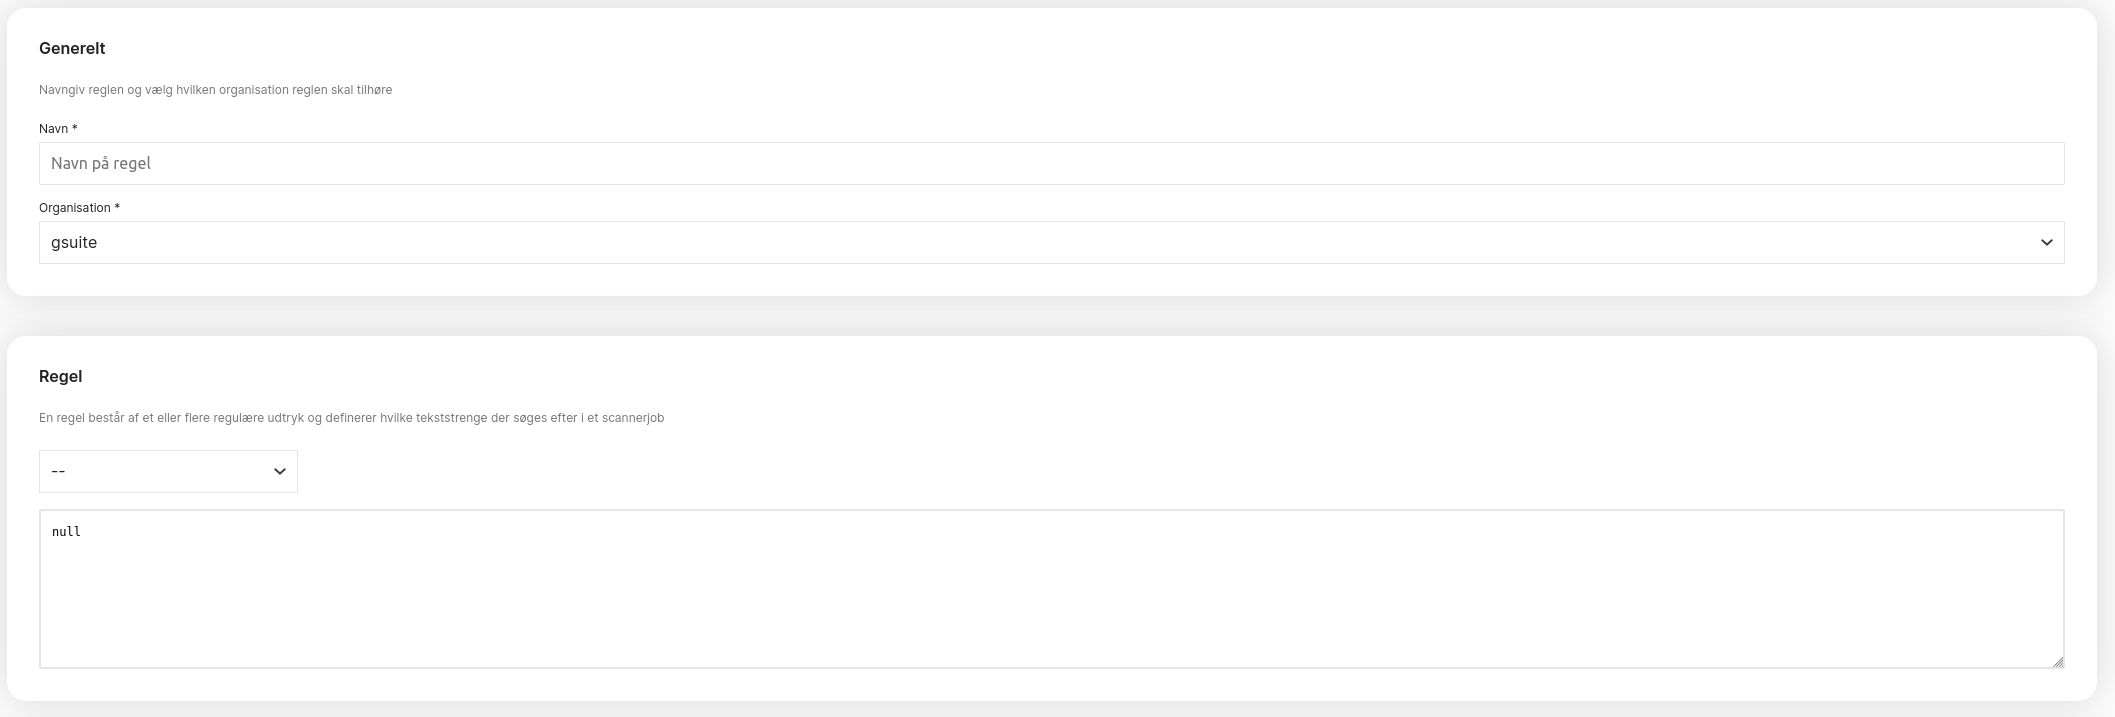 Generelt
Navngiv reglen og vælg hvilken organisation reglen skal tilhøre
Navn *
Navn på regel
Organisation *
gsuite
Regel
En regel består af et eller flere regulære udtryk og definerer hvilke tekststrenge der søges efter i et scannerjob
--
null